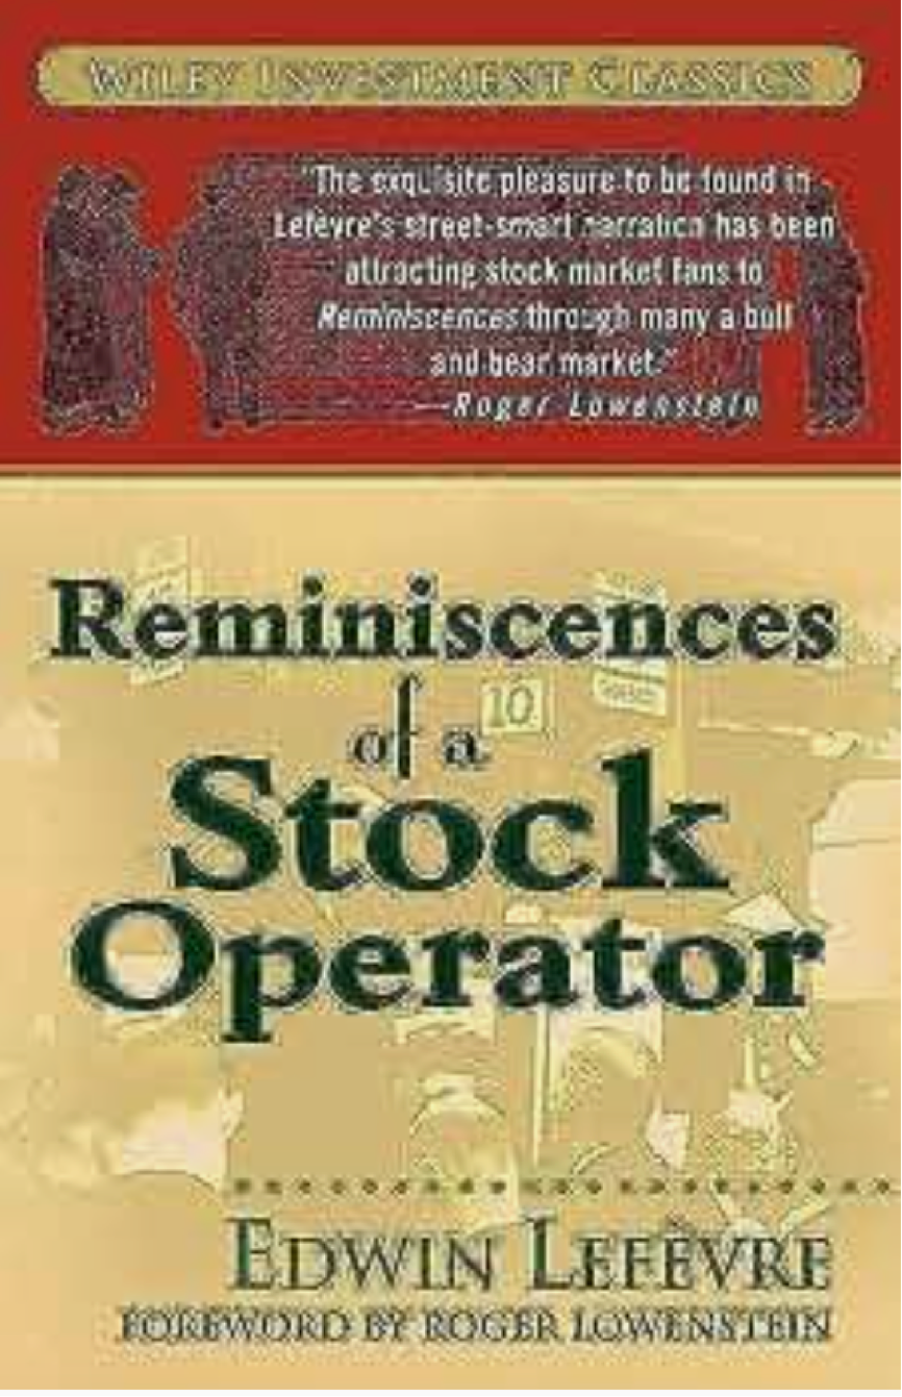 WILEY INVESTMENT CLASSICS
"The exquisite pleasure to be found in
Lefèvre's street-smart narration has been
attracting stock market fans to
Reminiscences through many a bull
and bear market."
—Roger Lowenstein
Reminiscences
of a
10
Stock
Operator
EDWIN LEFÈVRE
FOREWORD BY ROGER LOWENSTEIN